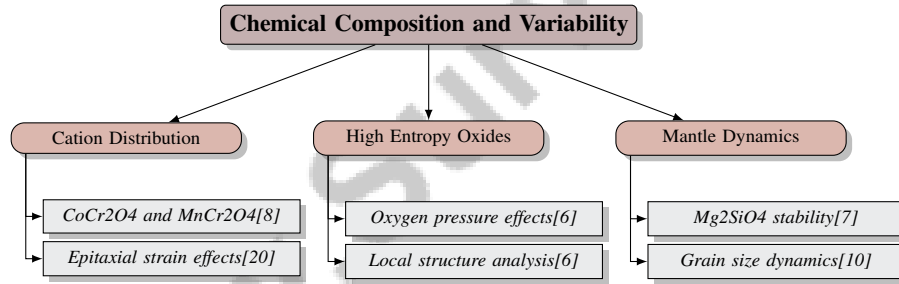 Chemical Composition and Variability
Cation Distribution
High Entropy Oxides
Mantle Dynamics
CoCr2O4 and MnCr2O4[8]
Oxygen pressure effects[6]
Mg2SiO4 stability[7]
Epitaxial strain effects[20]
Local structure analysis[6]
Grain size dynamics[10]